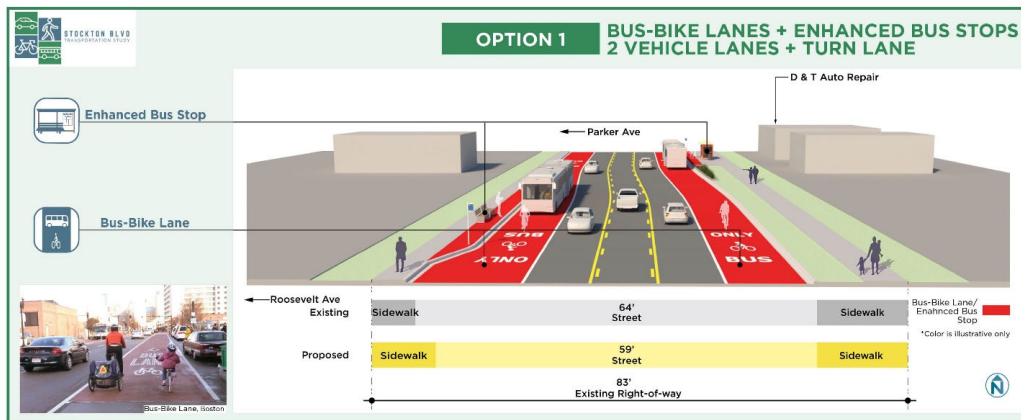 STOCKTON BLVD
TRANSPORTATION STUDY
OPTION 1
BUS-BIKE LANES + ENHANCED BUS STOPS
2 VEHICLE LANES + TURN LANE
D & T Auto Repair
Enhanced Bus Stop
Parker Ave
Bus-Bike Lane
BUS
ONLY
ONLY
BUS
Roosevelt Ave
Existing
Sidewalk
64'
Street
Sidewalk
Bus-Bike Lane/
Enahnced Bus
Stop
*Color is illustrative only
Proposed
Sidewalk
59'
Street
Sidewalk
83'
Existing Right-of-way
BUS
LANE
Bus-Bike Lane, Boston
N